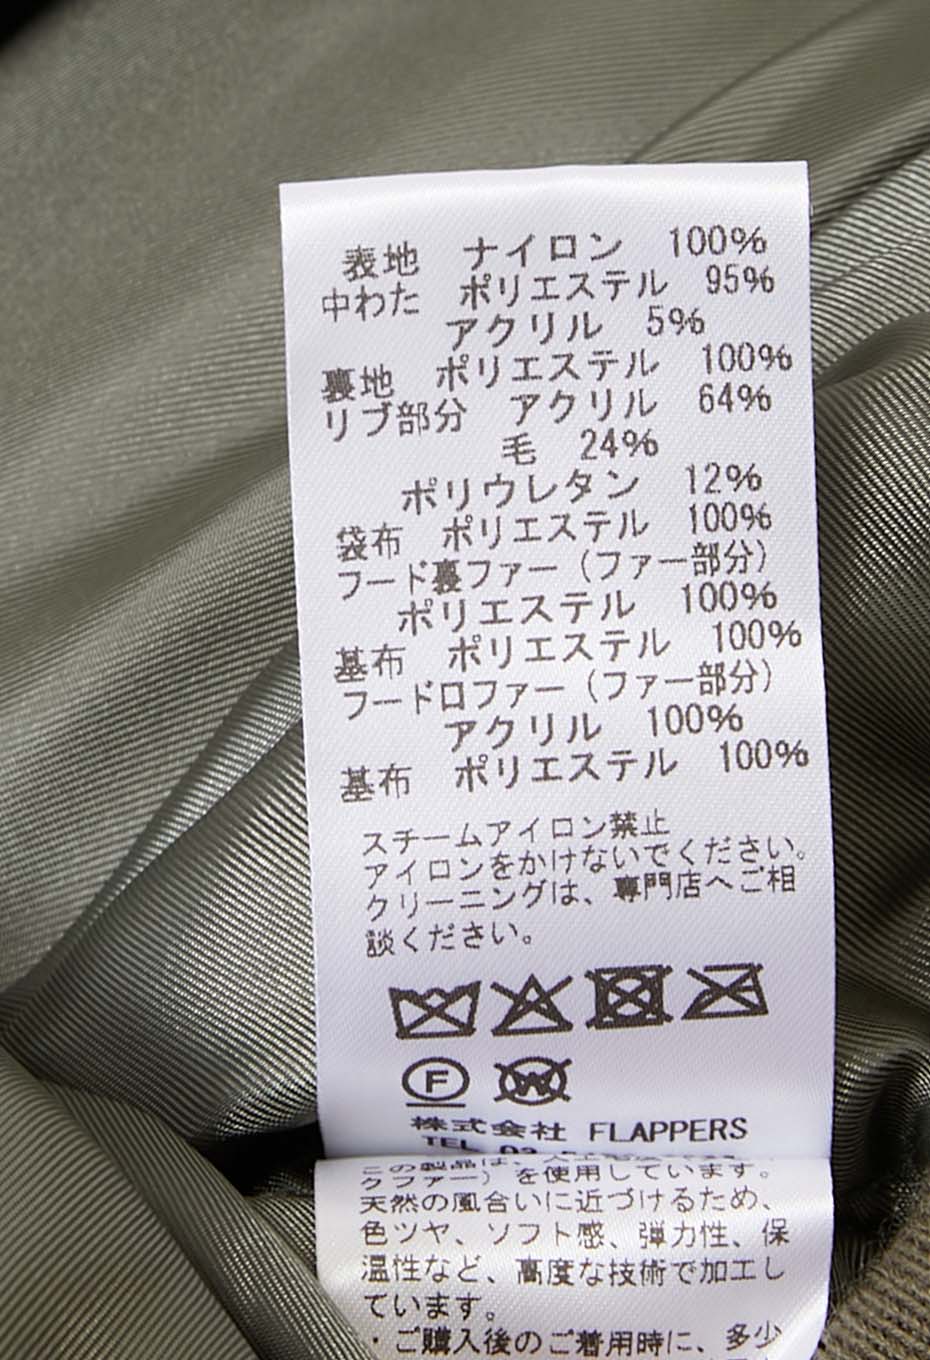 表地 ナイロン 100%
中わた ポリエステル 95%
アクリル 5%
裏地 ポリエステル 100%
リブ部分 アクリル 64%
毛 24%
ポリウレタン 12%
袋布 ポリエステル 100%
フード裏ファー(ファー部分)
ポリエステル 100%
基布 ポリエステル 100%
フード口ファー(ファー部分)
アクリル 100%
基布 ポリエステル 100%
スチームアイロン禁止
アイロンをかけないでください。
クリーニングは、専門店へご相
談ください。
F W
株式会社 FLAPPERS
TEL 03
この製品は、
クファー)を使用しています。
天然の風合いに近づけるため、
色ツヤ、ソフト感、弾力性、保
温性など、高度な技術で加工し
ています。
・ご購入後のご着用時に、多少